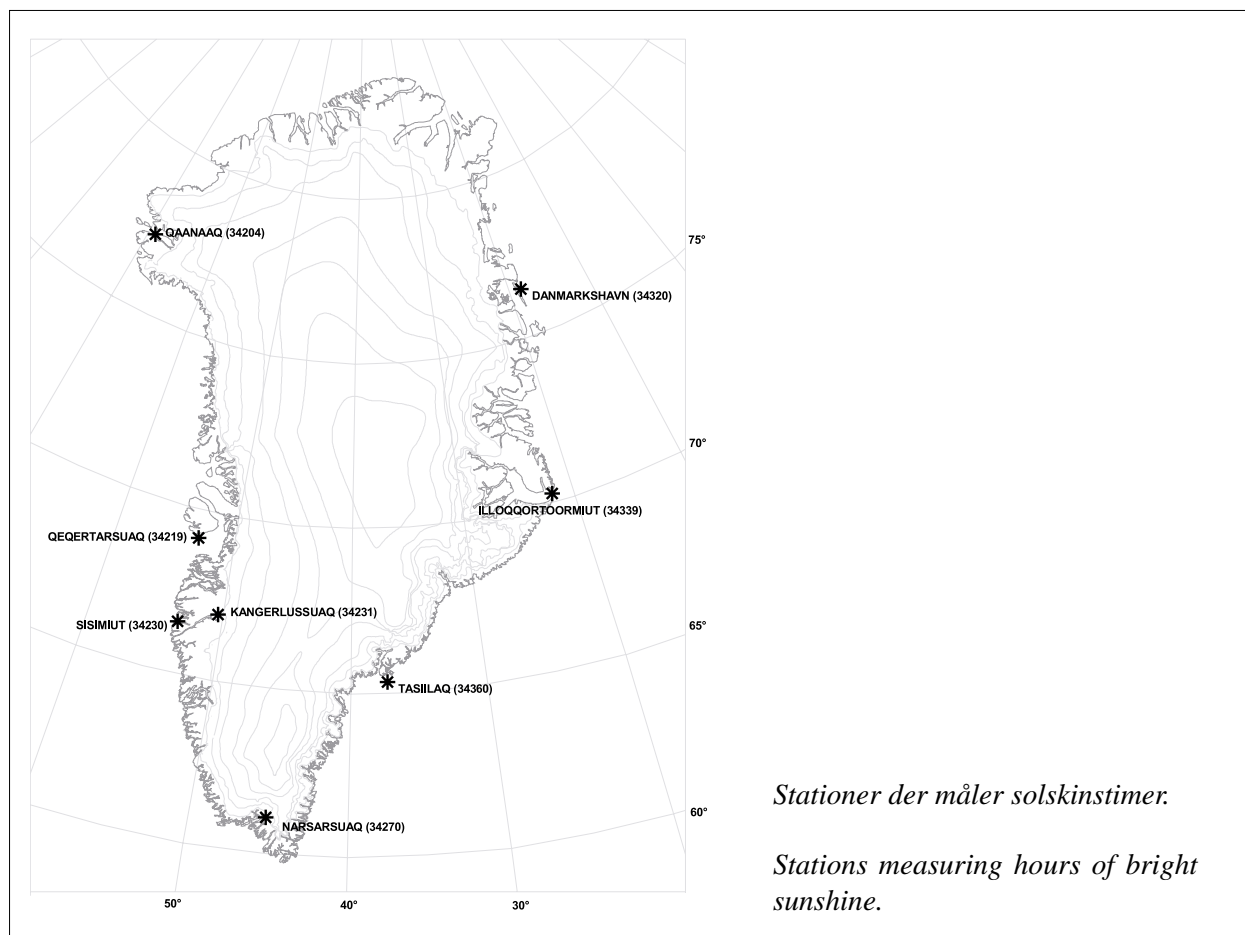 QAANAAQ (34204)
75°
DANMARKSHAVN (34320)
70°
ILLOQQORTOORMIUT (34339)
QEQERTARSUAQ (34219)
KANGERLUSSUAQ (34231)
SISIMIUT (34230)
65°
TASIILAQ (34360)
Stationer der måler solskinstimer.
60°
NARSARSUAQ (34270)
Stations measuring hours of bright
sunshine.
50°
40°
30°